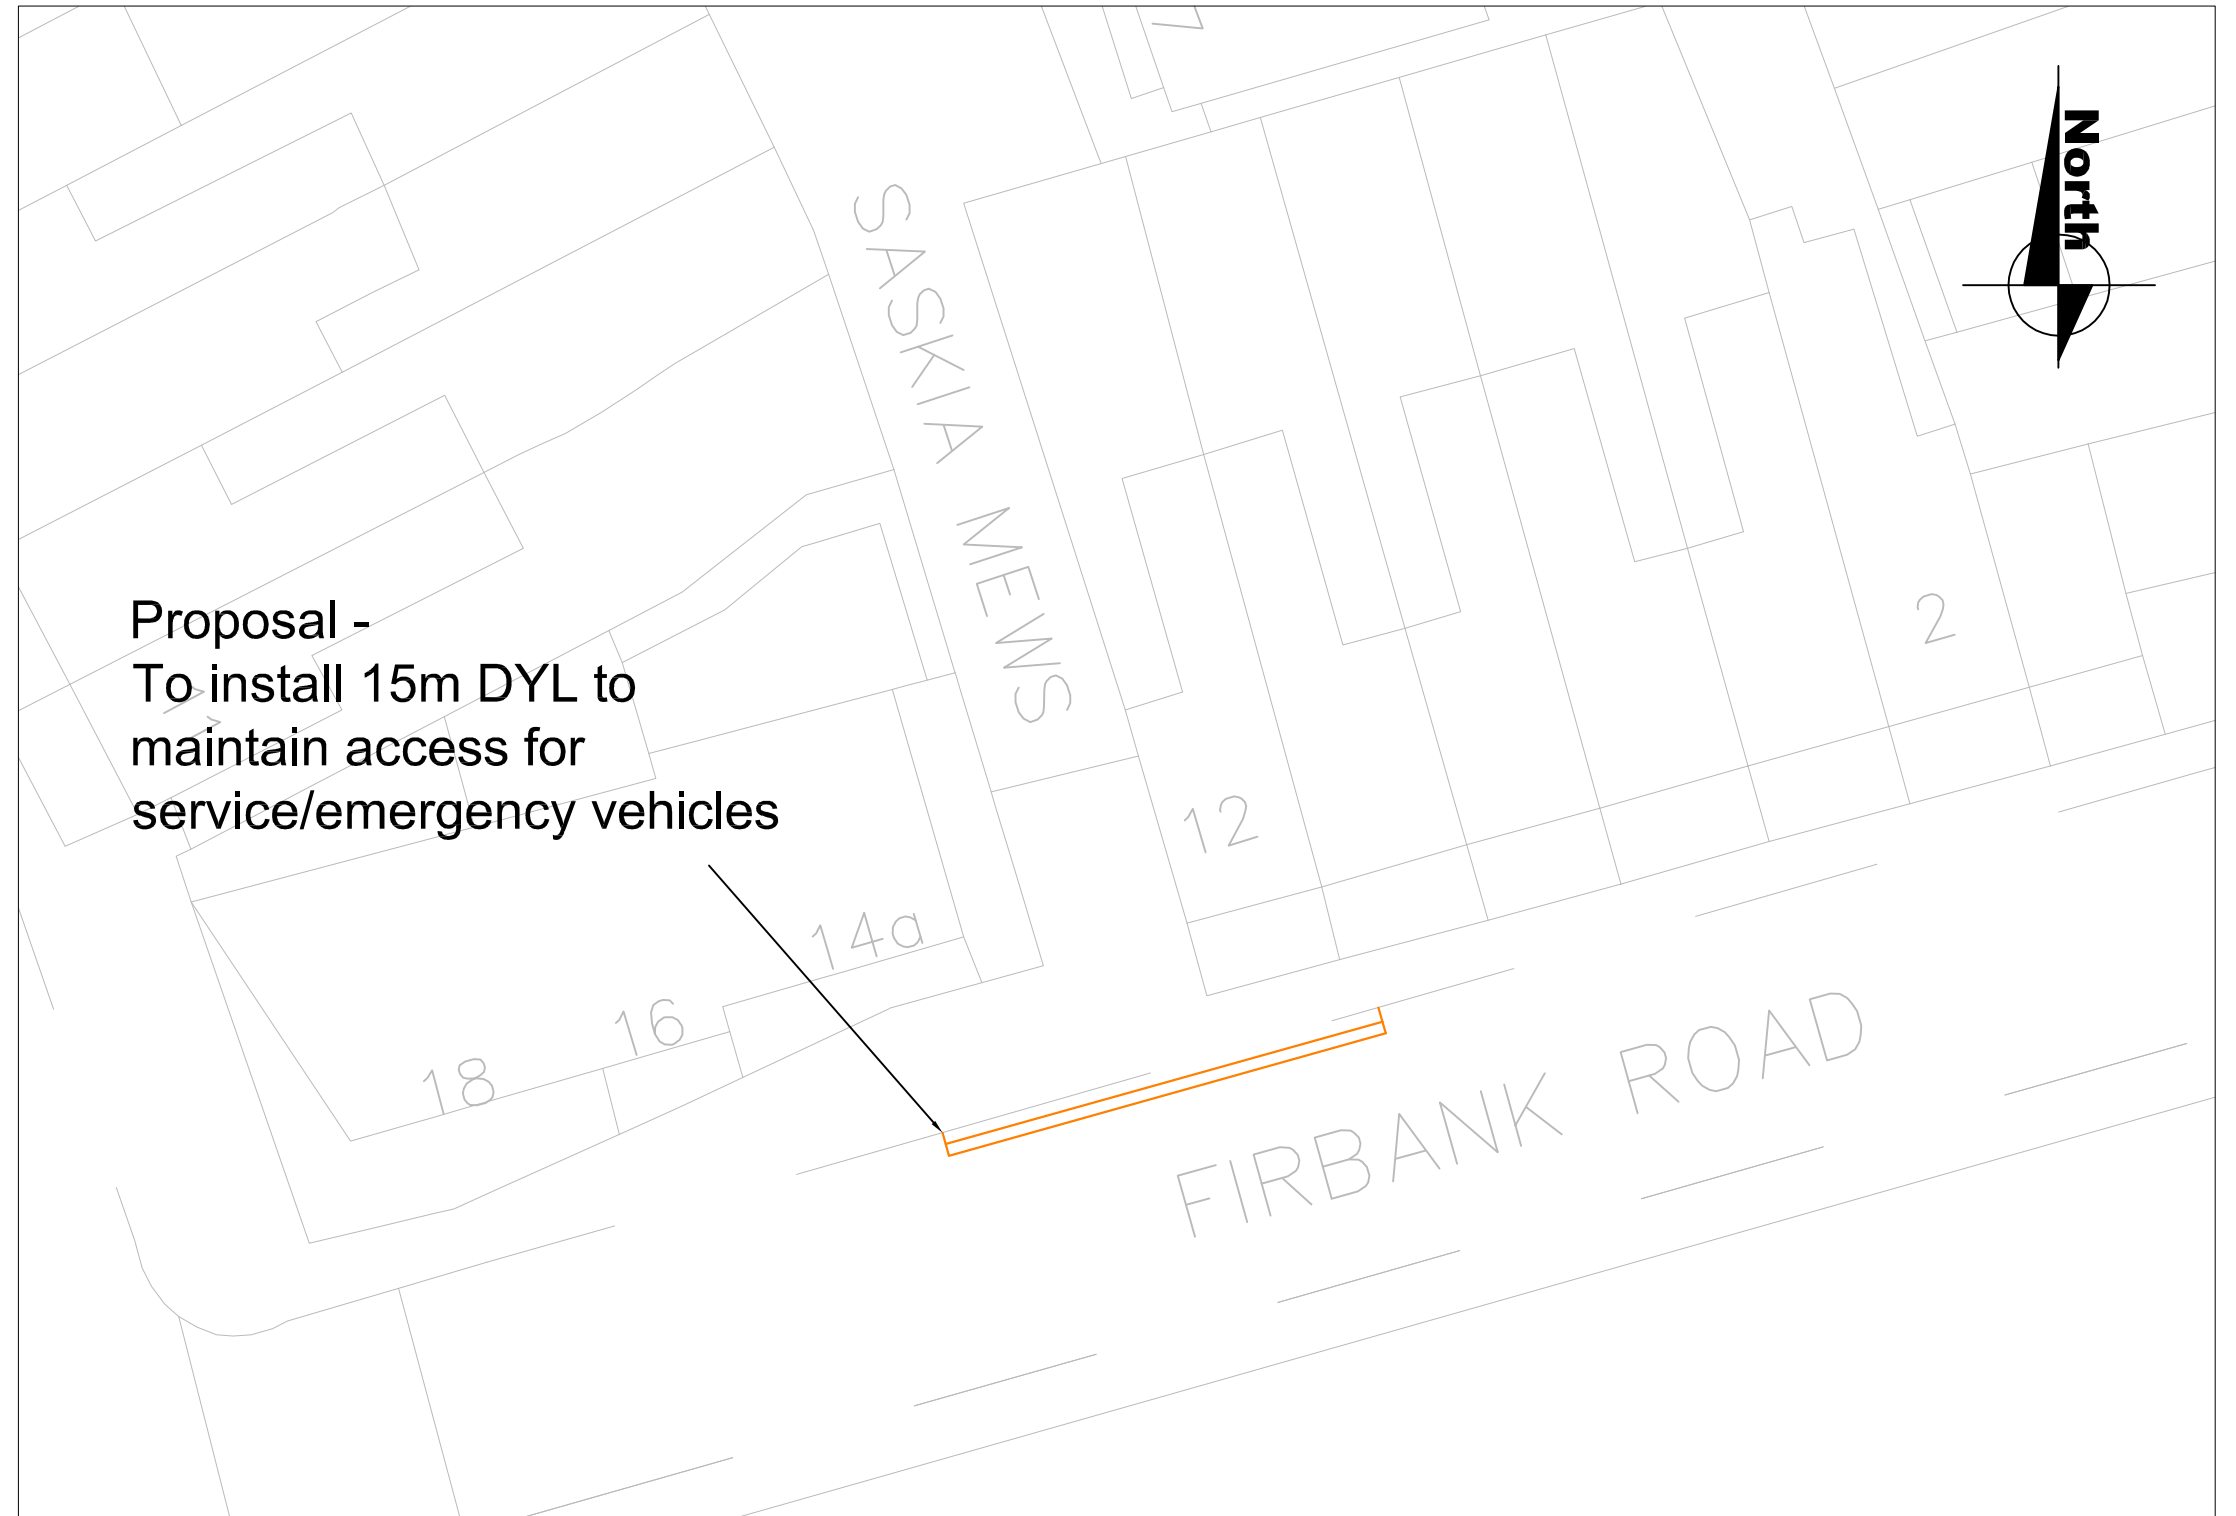 North
SASKIA MEWS
Proposal -
To install 15m DYL to
maintain access for
service/emergency vehicles
2
12
14a
16
18
FIRBANK ROAD